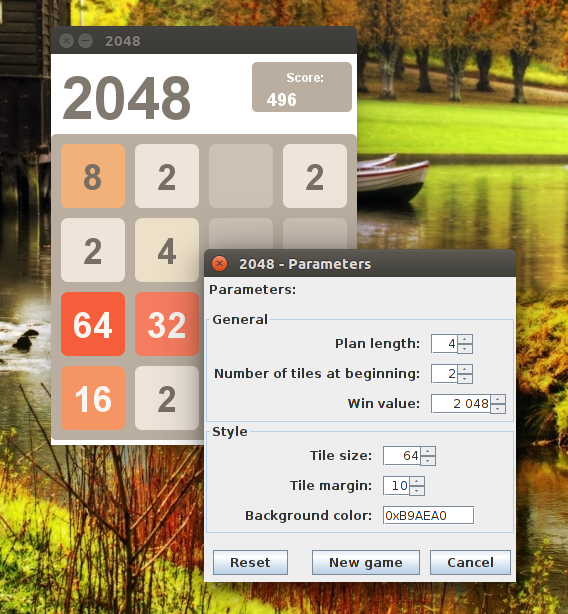 2048
2048
Score:
496
8 2 2
2 4
64 32
16 2
2048 - Parameters
Parameters:
General
Plan length: 4
Number of tiles at beginning: 2
Win value: 2 048
Style
Tile size: 64
Tile margin: 10
Background color: 0xB9AEA0
Reset New game Cancel